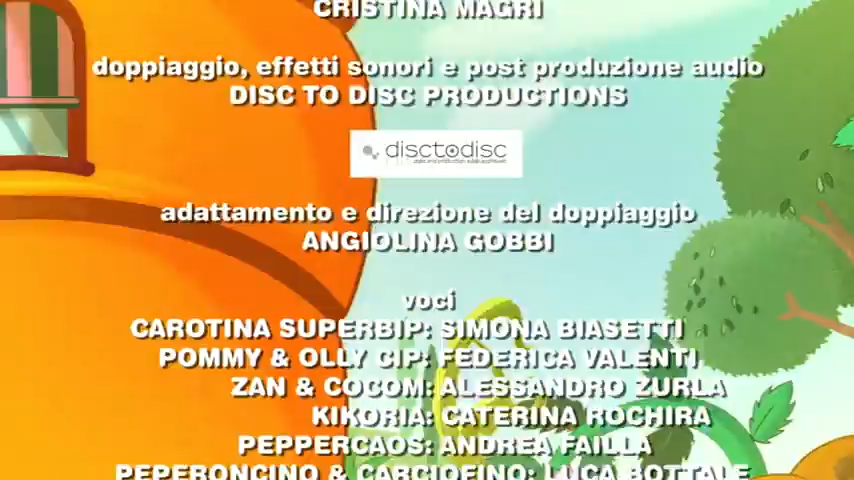 CRISTINA MAGRI
doppiaggio, effetti sonori e post produzione audio
DISC TO DISC PRODUCTIONS
disctodisc
adattamento e direzione del doppiaggio
ANGIOLINA GOBBI
voci
CAROTINA SUPERBIP: SIMONA BIASETTI
POMMY & OLLY CIP: FEDERICA VALENTI
ZAN & COCOM: ALESSANDRO ZURLA
KIKORIA: CATERINA ROCHIRA
PEPPERCAOS: ANDREA FAILLA
PEPERONCINO & CARCIOFINO: LUCA BOTTALE